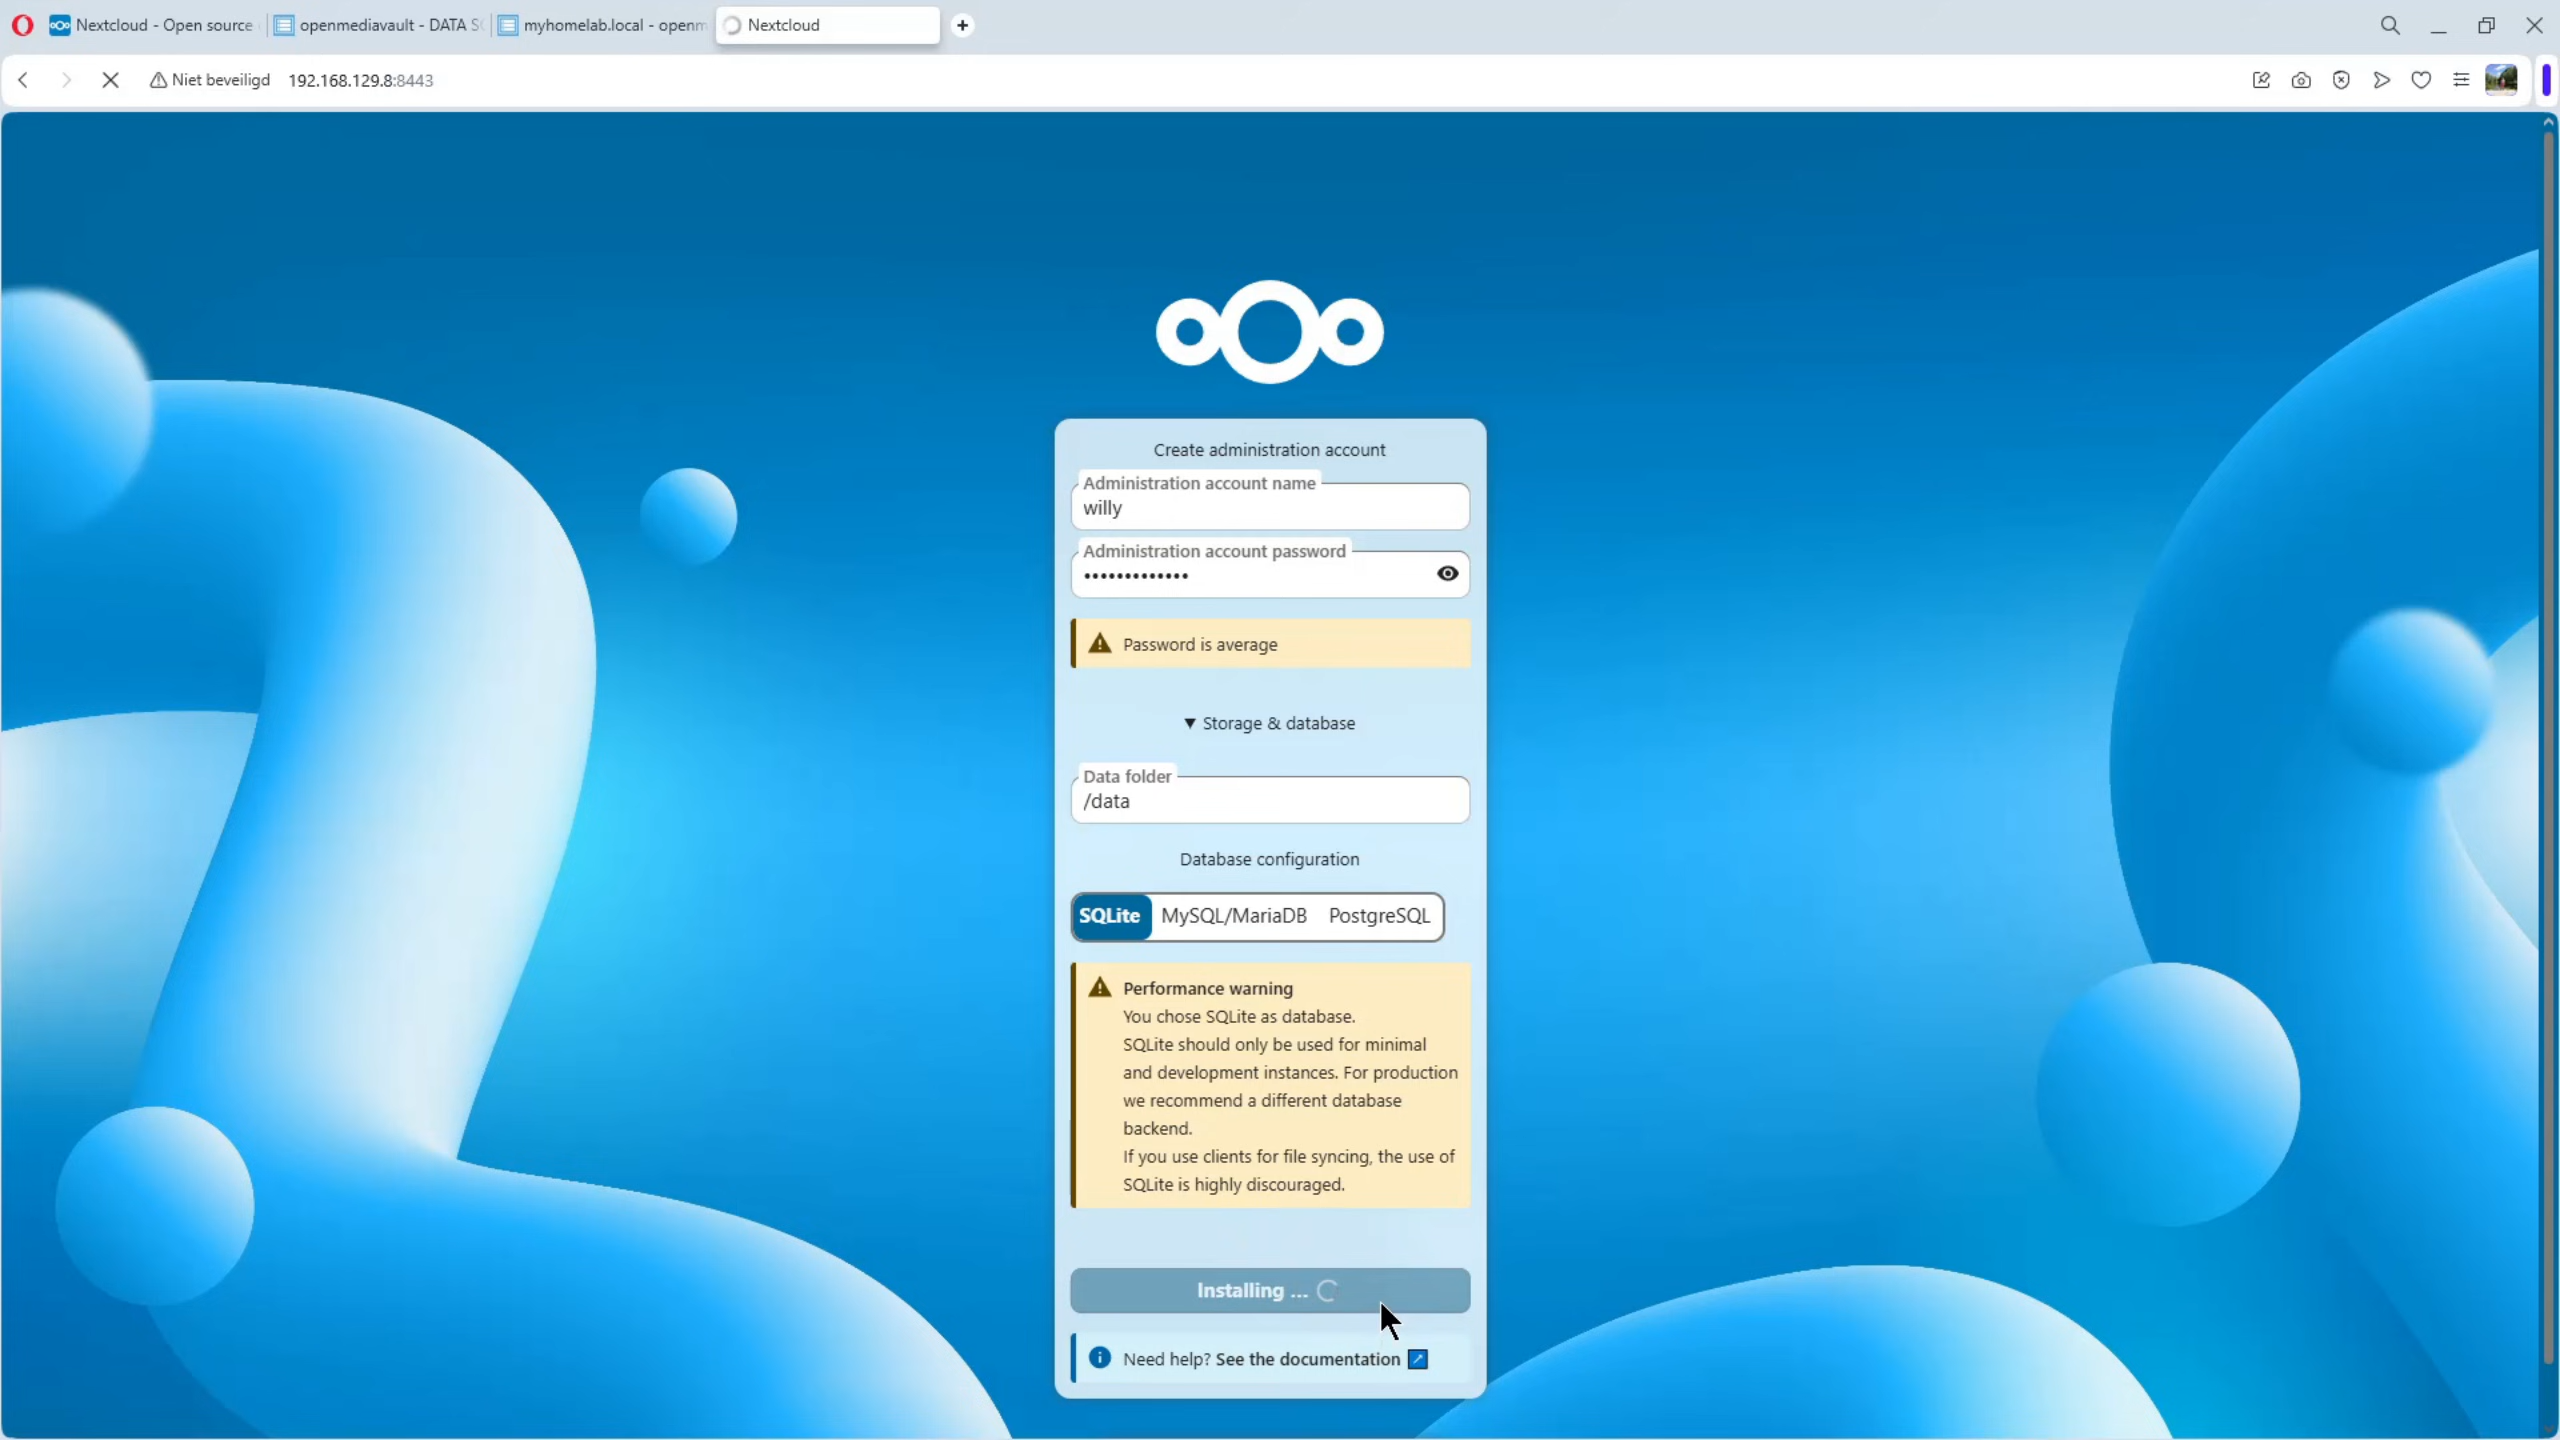 Nextcloud - Open source
openmediavault - DATA S
myhomelab.local - openm
Nextcloud
Niet beveiligd 192.168.129.8:8443
Create administration account
Administration account name
willy
Administration account password
•••••••••••••
Password is average
▼ Storage & database
Data folder
/data
Database configuration
SQLite MySQL/MariaDB PostgreSQL
Performance warning
You chose SQLite as database.
SQLite should only be used for minimal
and development instances. For production
we recommend a different database
backend.
If you use clients for file syncing, the use of
SQLite is highly discouraged.
Installing ...
Need help? See the documentation